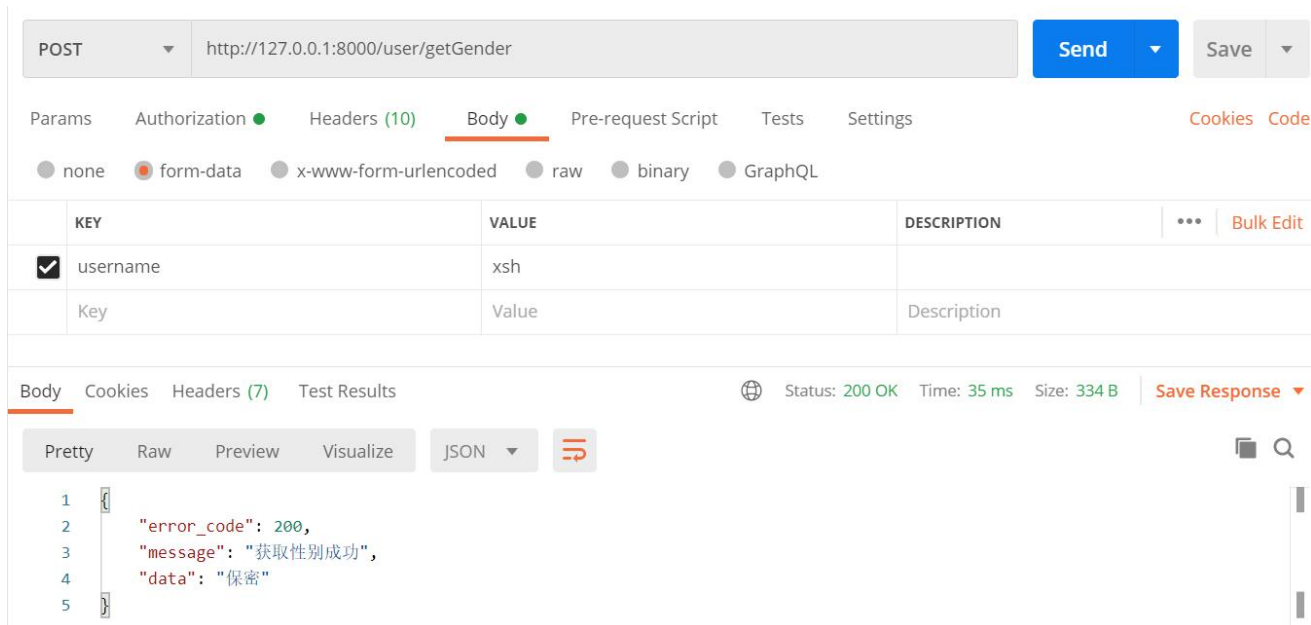 POST http://127.0.0.1:8000/user/getGender Send Save
Params Authorization Headers (10) Body Pre-request Script Tests Settings Cookies Code
none form-data x-www-form-urlencoded raw binary GraphQL
KEY VALUE DESCRIPTION ••• Bulk Edit
username xsh
Key Value Description
Body Cookies Headers (7) Test Results Status: 200 OK Time: 35 ms Size: 334 B Save Response
Pretty Raw Preview Visualize JSON
1 {
2 "error_code": 200,
3 "message": "获取性别成功",
4 "data": "保密"
5 }